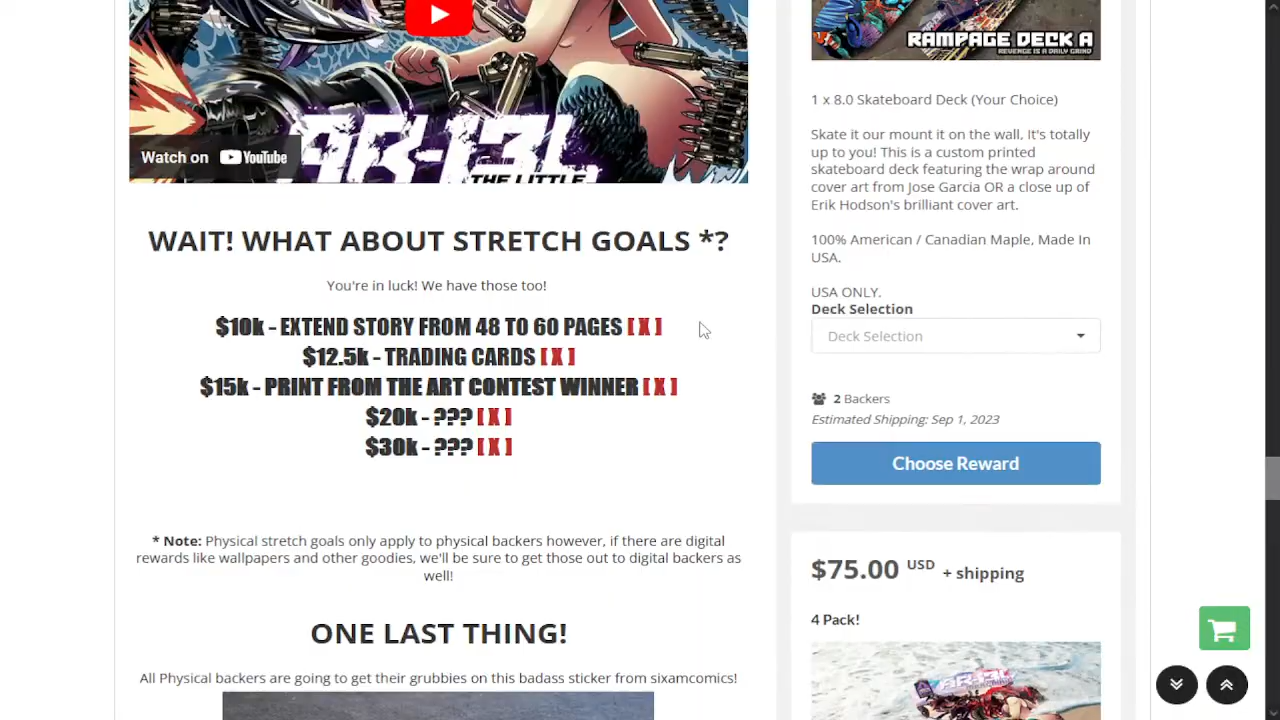 Watch on YouTube
AR-13L
THE LITTLE
WAIT! WHAT ABOUT STRETCH GOALS *?
You're in luck! We have those too!
$10k - EXTEND STORY FROM 48 TO 60 PAGES [ X ]
$12.5k - TRADING CARDS [ X ]
$15k - PRINT FROM THE ART CONTEST WINNER [ X ]
$20k - ??? [ X ]
$30k - ??? [ X ]
* Note: Physical stretch goals only apply to physical backers however, if there are digital
rewards like wallpapers and other goodies, we'll be sure to get those out to digital backers as
well!
ONE LAST THING!
All Physical backers are going to get their grubbies on this badass sticker from sixamcomics!
RAMPAGE DECK A
REVENGE IS A DAILY GRIND
1 x 8.0 Skateboard Deck (Your Choice)
Skate it our mount it on the wall. It's totally
up to you! This is a custom printed
skateboard deck featuring the wrap around
cover art from Jose Garcia OR a close up of
Erik Hodson's brilliant cover art.
100% American / Canadian Maple, Made In
USA.
USA ONLY.
Deck Selection
Deck Selection
2 Backers
Estimated Shipping: Sep 1, 2023
Choose Reward
$75.00 USD + shipping
4 Pack!
AR-13L